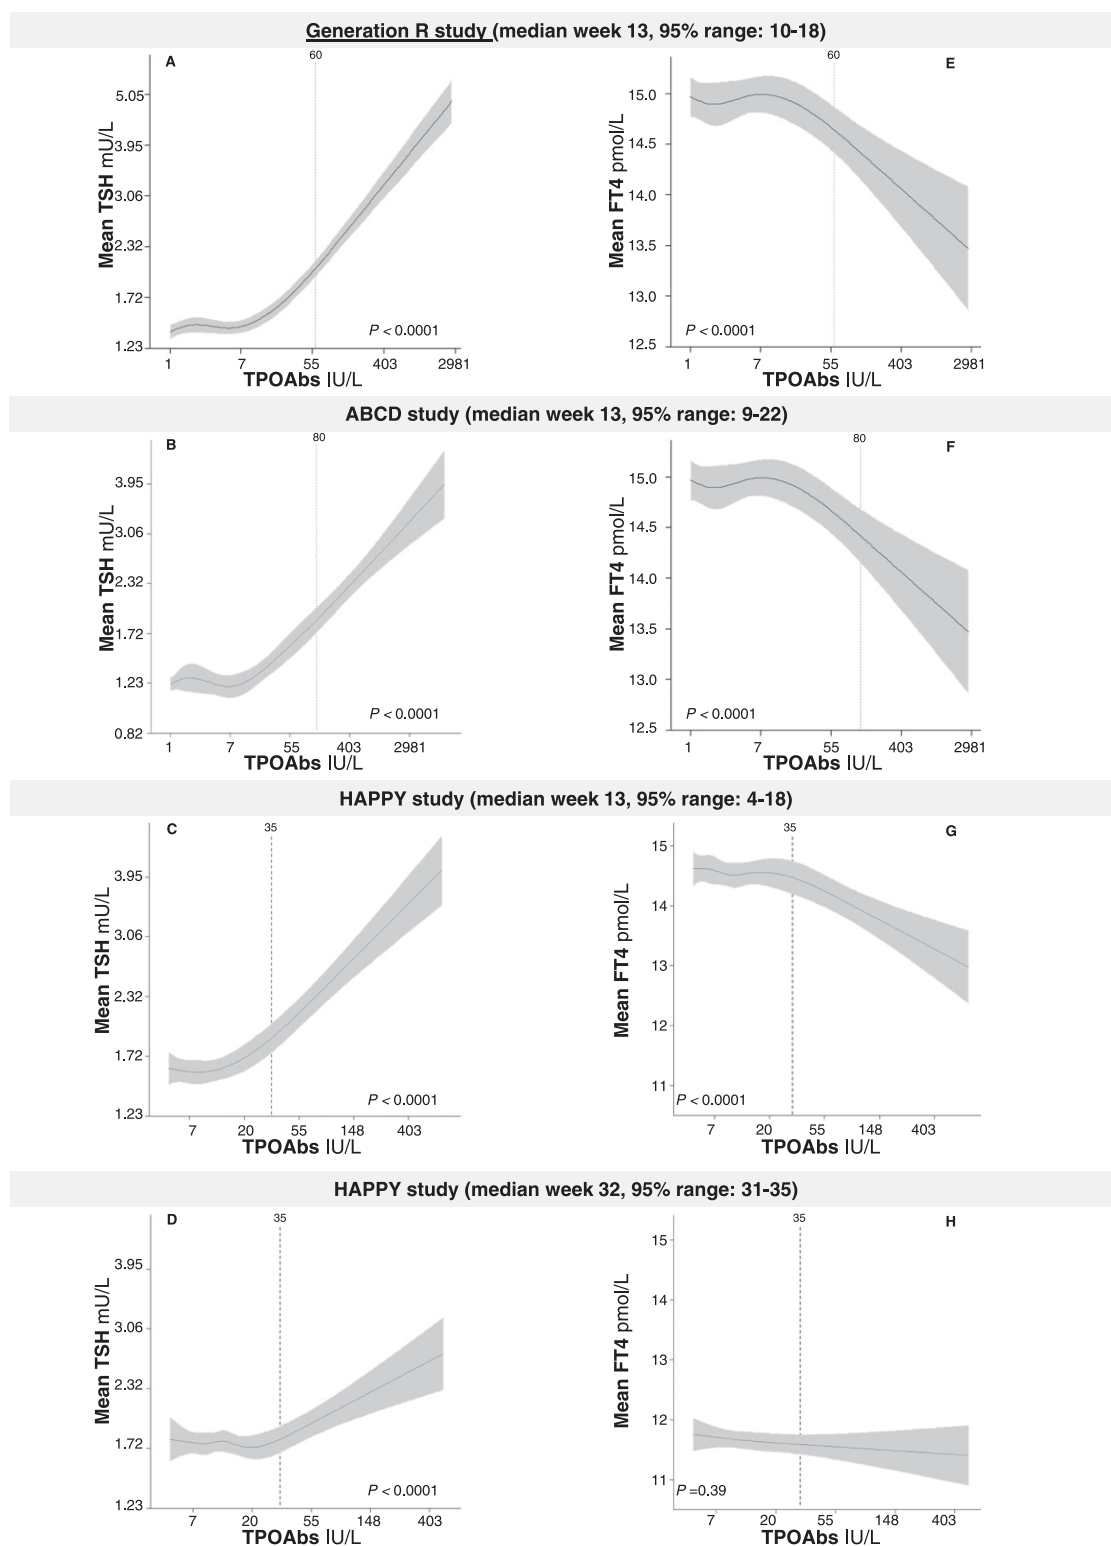 Generation R study (median week 13, 95% range: 10-18)
A
60
5.05
3.95
3.06
2.32
1.72
1.23
Mean TSH mU/L
P < 0.0001
1 7 55 403 2981
TPOAbs IU/L
E
60
15.0
14.5
14.0
13.5
13.0
12.5
Mean FT4 pmol/L
P < 0.0001
1 7 55 403 2981
TPOAbs IU/L
ABCD study (median week 13, 95% range: 9-22)
B
80
3.95
3.06
2.32
1.72
1.23
0.82
Mean TSH mU/L
P < 0.0001
1 7 55 403 2981
TPOAbs IU/L
F
80
15.0
14.5
14.0
13.5
13.0
12.5
Mean FT4 pmol/L
P < 0.0001
1 7 55 403 2981
TPOAbs IU/L
HAPPY study (median week 13, 95% range: 4-18)
C
35
3.95
3.06
2.32
1.72
1.23
Mean TSH mU/L
P < 0.0001
7 20 55 148 403
TPOAbs IU/L
G
35
15
14
13
12
11
Mean FT4 pmol/L
P < 0.0001
7 20 55 148 403
TPOAbs IU/L
HAPPY study (median week 32, 95% range: 31-35)
D
35
3.95
3.06
2.32
1.72
1.23
Mean TSH mU/L
P < 0.0001
7 20 55 148 403
TPOAbs IU/L
H
35
15
14
13
12
11
Mean FT4 pmol/L
P =0.39
7 20 55 148 403
TPOAbs IU/L